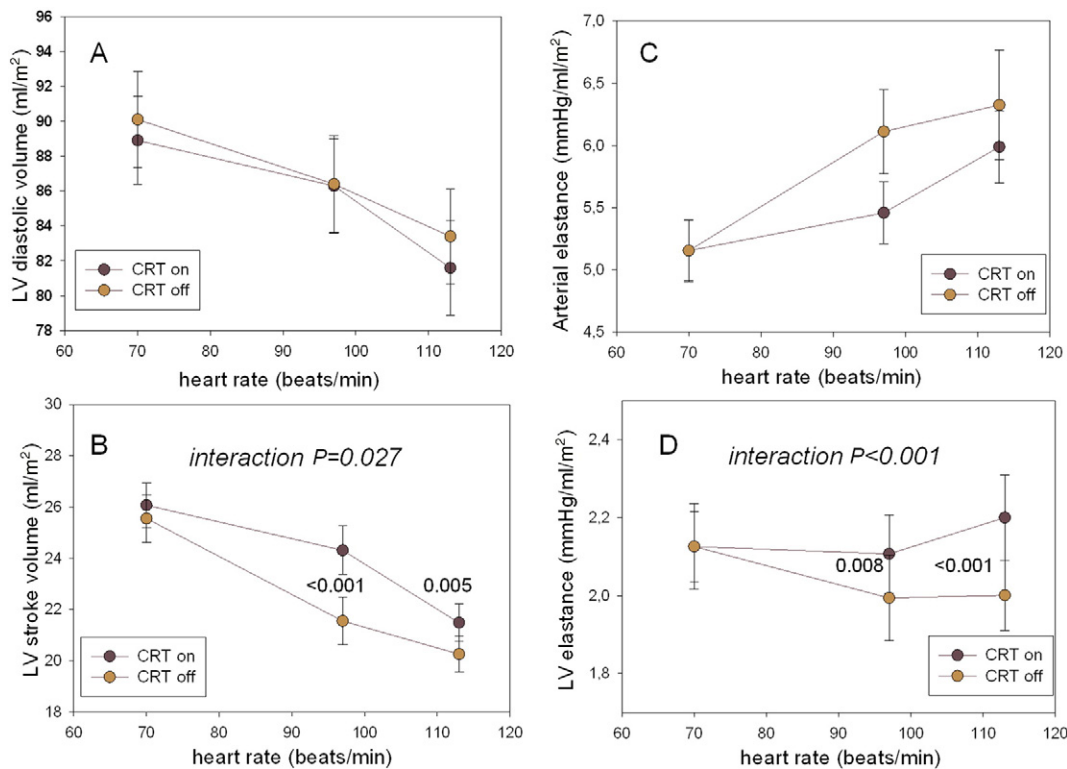 96
94
92
90
88
86
84
82
80
78
LV diastolic volume (ml/m²)
A
CRT on
CRT off
60 70 80 90 100 110 120
heart rate (beats/min)
7,0
6,5
6,0
5,5
5,0
4,5
Arterial elastance (mmHg/ml/m²)
C
CRT on
CRT off
60 70 80 90 100 110 120
heart rate (beats/min)
30
28
26
24
22
20
18
LV stroke volume (ml/m²)
B
interaction P=0.027
<0.001
0.005
CRT on
CRT off
60 70 80 90 100 110 120
heart rate (beats/min)
2,4
2,2
2,0
1,8
LV elastance (mmHg/ml/m²)
D
interaction P<0.001
0.008
<0.001
CRT on
CRT off
60 70 80 90 100 110 120
heart rate (beats/min)